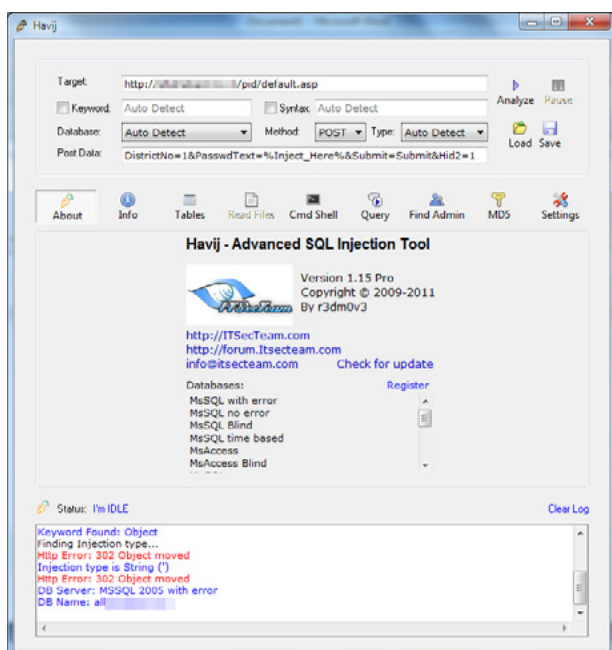 Havij
Target: http:// /pid/default.asp
Analyze Pause
Keyword: Auto Detect Syntax: Auto Detect
Database: Auto Detect Method: POST Type: Auto Detect
Load Save
Post Data: DistrictNo=1&PasswdText=%Inject_Here%&Submit=Submit&Hid2=1
About Info Tables Read Files Cmd Shell Query Find Admin MD5 Settings
Havij - Advanced SQL Injection Tool
ITSecTeam
Version 1.15 Pro
Copyright © 2009-2011
By r3dm0v3
http://ITSecTeam.com
http://forum.Itsecteam.com
info@itsecteam.com Check for update
Databases: Register
MsSQL with error
MsSQL no error
MsSQL Blind
MsSQL time based
MsAccess
MsAccess Blind
Status: I'm IDLE Clear Log
Keyword Found: Object
Finding Injection type...
Http Error: 302 Object moved
Injection type is String (')
Http Error: 302 Object moved
DB Server: MSSQL 2005 with error
DB Name: all